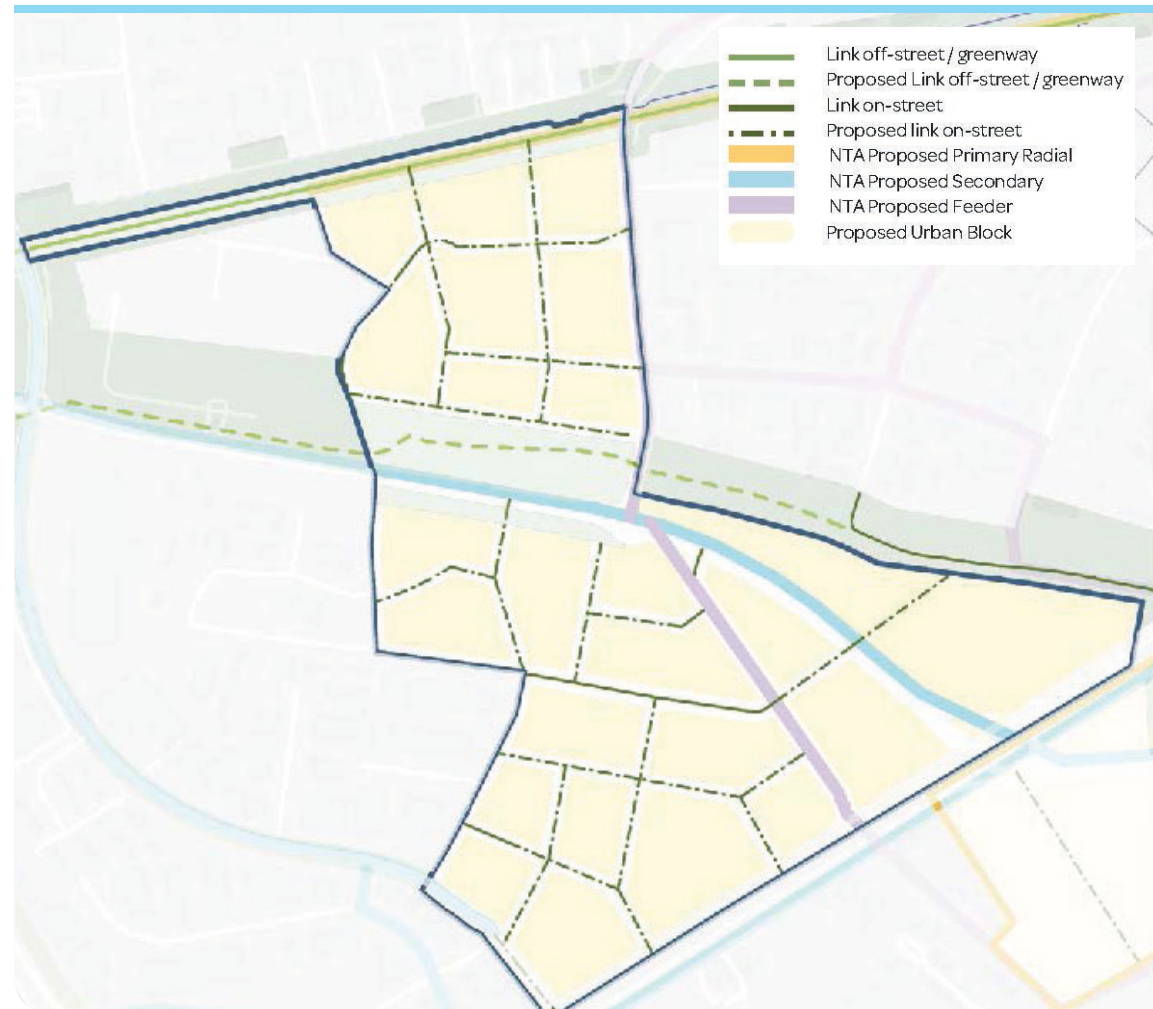 Link off-street / greenway
Proposed Link off-street / greenway
Link on-street
Proposed link on-street
NTA Proposed Primary Radial
NTA Proposed Secondary
NTA Proposed Feeder
Proposed Urban Block